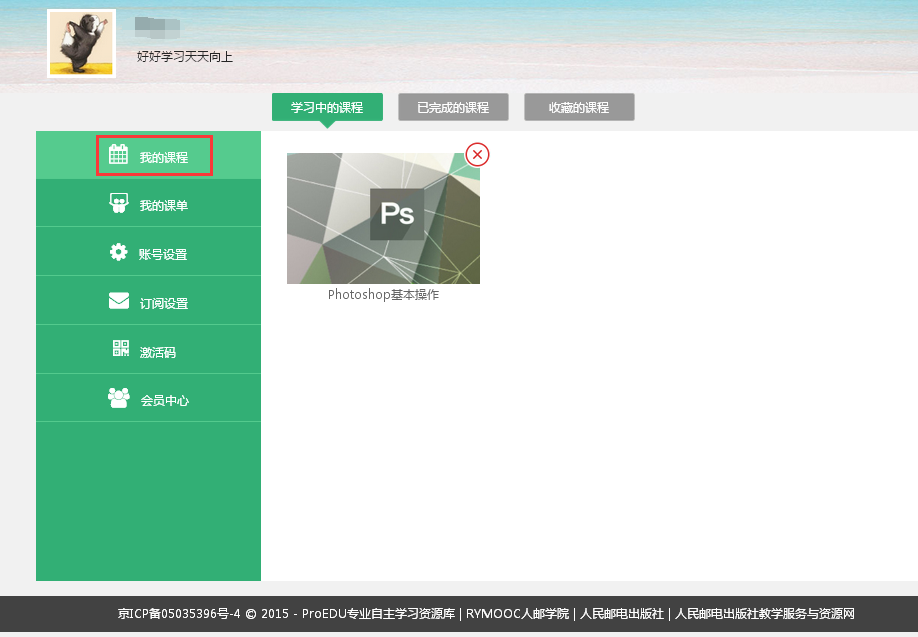 好好学习天天向上
学习中的课程 已完成的课程 收藏的课程
我的课程
我的课单
账号设置
订阅设置
激活码
会员中心
Ps
Photoshop基本操作
京ICP备05035396号-4 © 2015 - ProEDU专业自主学习资源库 | RYMOOC人邮学院 | 人民邮电出版社 | 人民邮电出版社教学服务与资源网